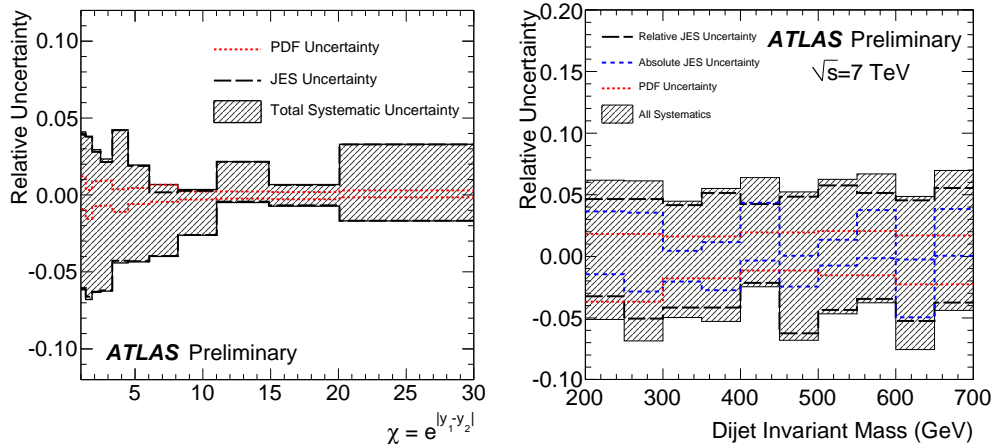 Relative Uncertainty
0.10
0.05
0.00
-0.05
-0.10
PDF Uncertainty
JES Uncertainty
Total Systematic Uncertainty
ATLAS Preliminary
5 10 15 20 25 30
χ = e^|y_1-y_2|
Relative Uncertainty
0.20
0.15
0.10
0.05
0.00
-0.05
-0.10
Relative JES Uncertainty
Absolute JES Uncertainty
PDF Uncertainty
All Systematics
ATLAS Preliminary
√s=7 TeV
200 300 400 500 600 700
Dijet Invariant Mass (GeV)